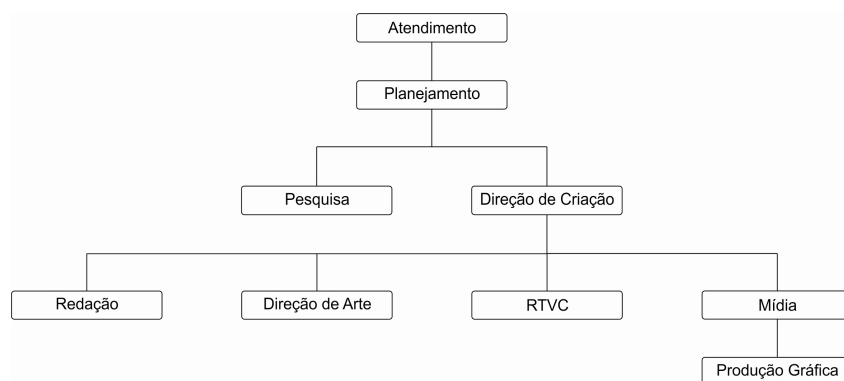 Atendimento
Planejamento
Pesquisa
Direção de Criação
Redação
Direção de Arte
RTVC
Mídia
Produção Gráfica